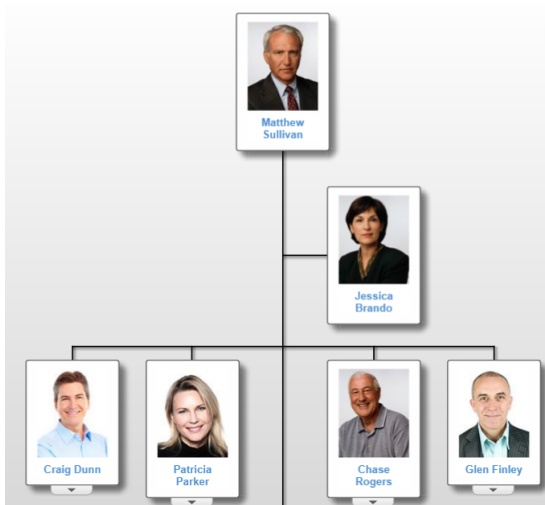 Matthew
Sullivan
Jessica
Brando
Craig Dunn
Patricia
Parker
Chase
Rogers
Glen Finley